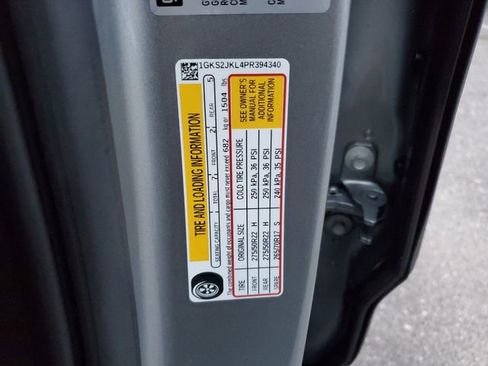 1GKS2JKL4PR394340
TIRE AND LOADING INFORMATION
SEATING CAPACITY TOTAL 7 FRONT 2 REAR 5
The combined weight of occupants and cargo must never exceed 682 kg or 1504 lbs.
TIRE ORIGINAL SIZE COLD TIRE PRESSURE
FRONT 275/50R22 H 250 kPa, 36 PSI
REAR 275/50R22 H 250 kPa, 36 PSI
SPARE 265/70R17 S 240 kPa, 35 PSI
SEE OWNER'S
MANUAL FOR
ADDITIONAL
INFORMATION